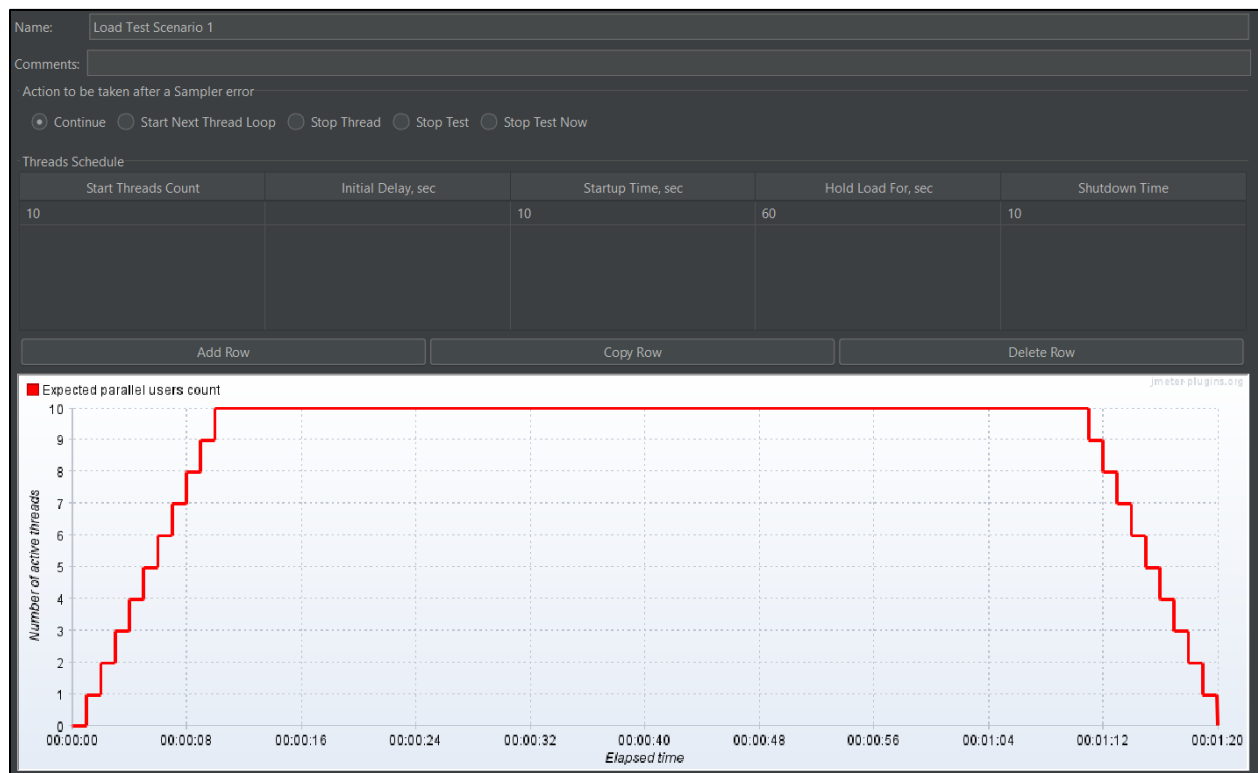 Name: Load Test Scenario 1
Comments:
Action to be taken after a Sampler error
Continue Start Next Thread Loop Stop Thread Stop Test Stop Test Now
Threads Schedule
Start Threads Count Initial Delay, sec Startup Time, sec Hold Load For, sec Shutdown Time
10 10 60 10
Add Row Copy Row Delete Row
Expected parallel users count
jmeter-plugins.org
10
9
8
7
6
5
4
3
2
1
0
Number of active threads
00:00:00 00:00:08 00:00:16 00:00:24 00:00:32 00:00:40 00:00:48 00:00:56 00:01:04 00:01:12 00:01:20
Elapsed time